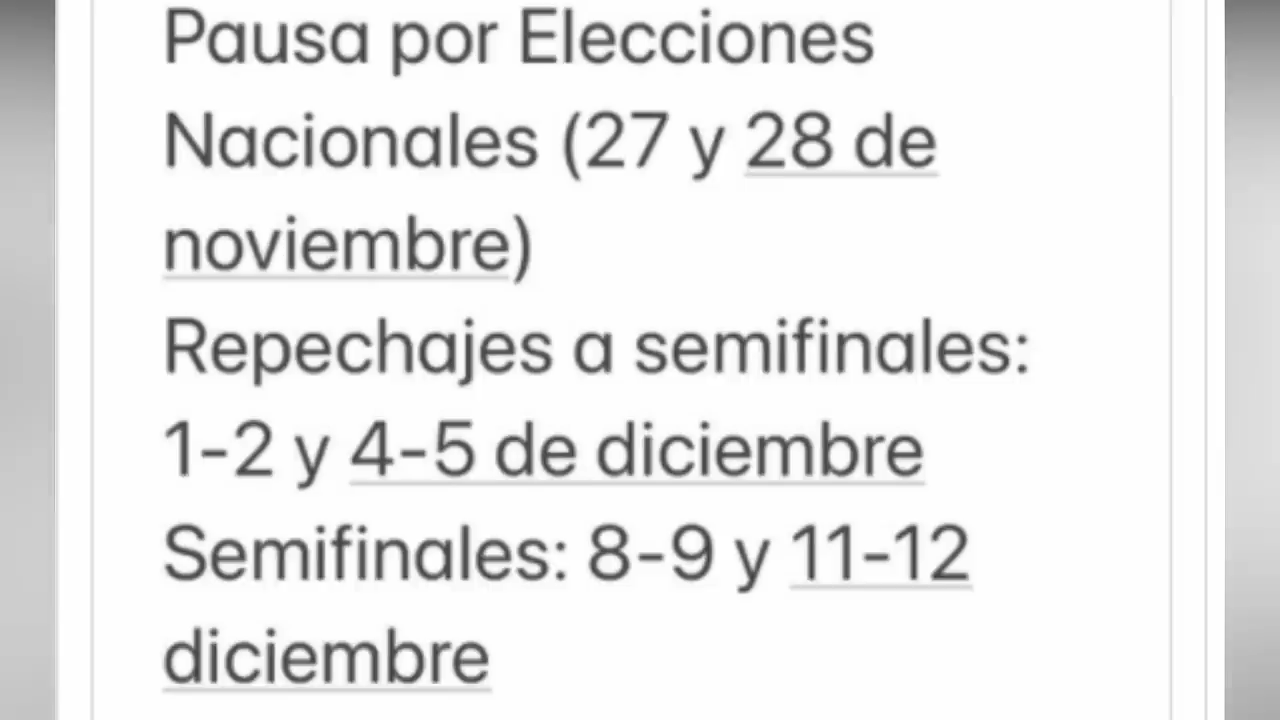 Pausa por Elecciones
Nacionales (27 y 28 de
noviembre)
Repechajes a semifinales:
1-2 y 4-5 de diciembre
Semifinales: 8-9 y 11-12
diciembre